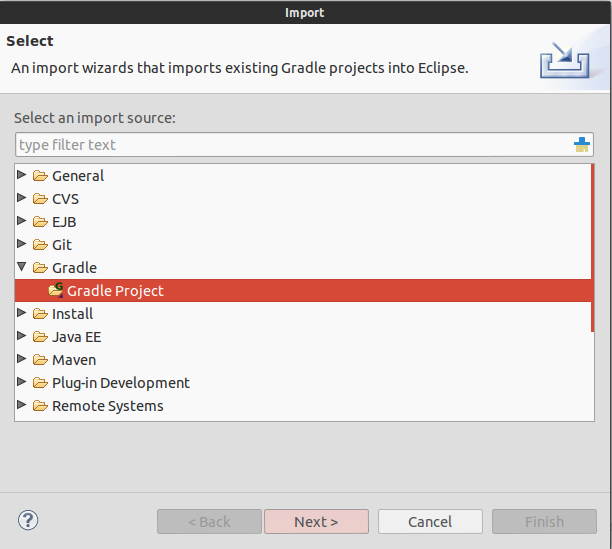 Import
Select
An import wizards that imports existing Gradle projects into Eclipse.
Select an import source:
type filter text
General
CVS
EJB
Git
Gradle
G Gradle Project
Install
Java EE
Maven
Plug-in Development
Remote Systems
? < Back Next > Cancel Finish